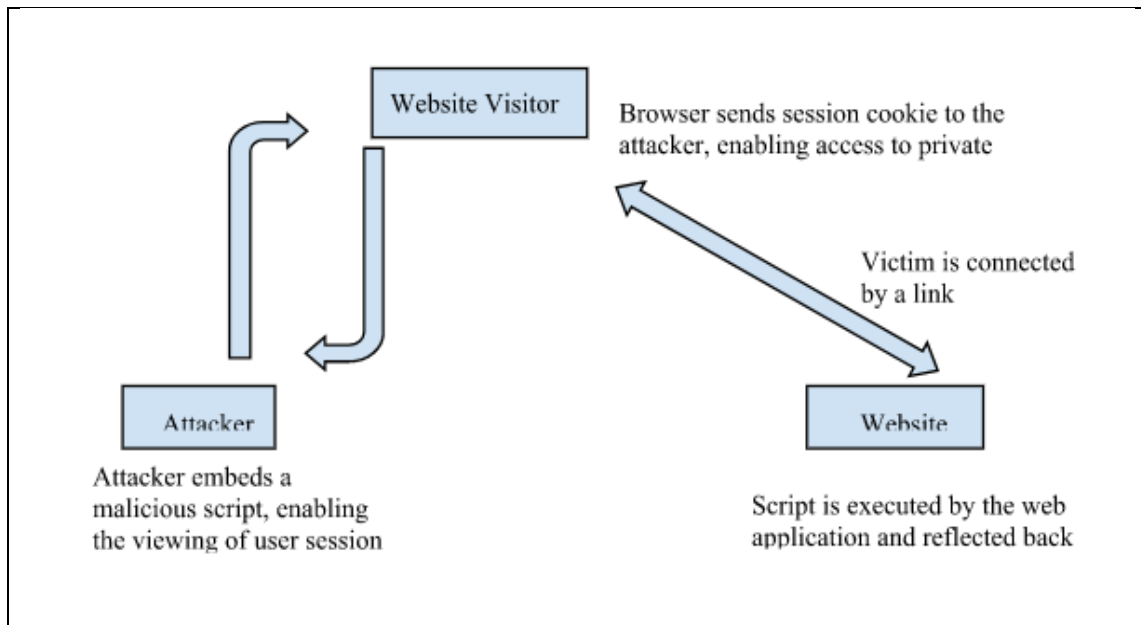 Website Visitor
Browser sends session cookie to the
attacker, enabling access to private
Victim is connected
by a link
Attacker
Website
Attacker embeds a
malicious script, enabling
the viewing of user session
Script is executed by the web
application and reflected back